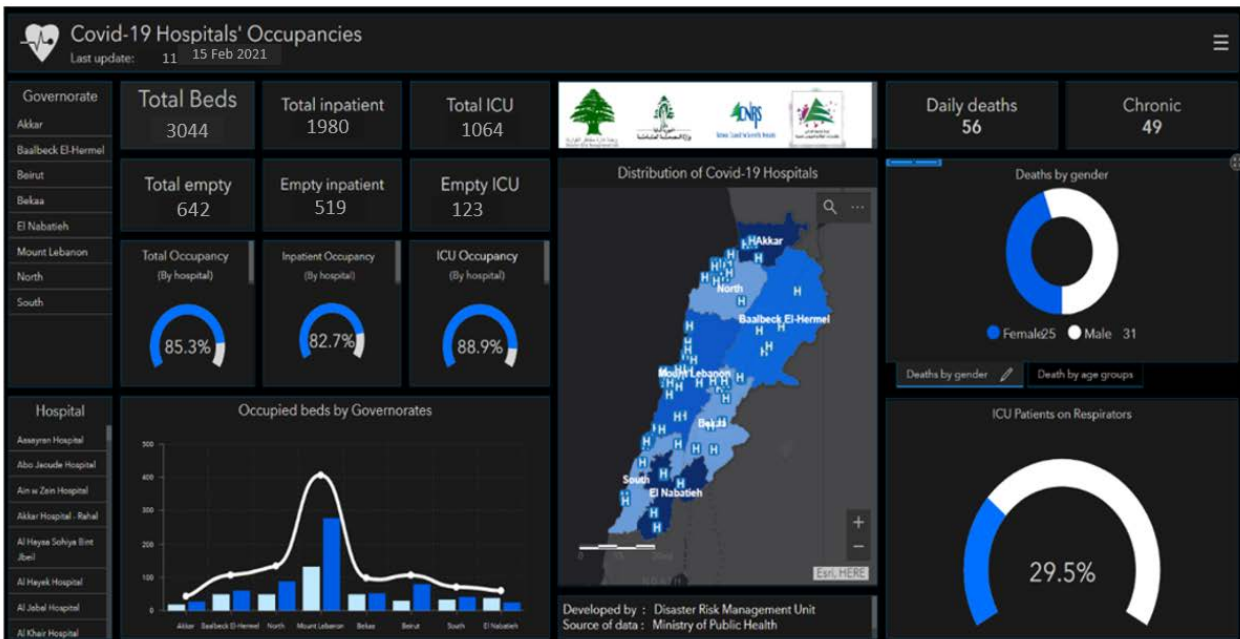 Covid-19 Hospitals' Occupancies
Last update: 11 15 Feb 2021
Governorate
Akkar
Baalbeck El-Hermel
Beirut
Bekaa
El Nabatieh
Mount Lebanon
North
South
Total Beds
3044
Total inpatient
1980
Total ICU
1064
Total empty
642
Empty inpatient
519
Empty ICU
123
Total Occupancy
(By hospital)
85.3%
Inpatient Occupancy
(By hospital)
82.7%
ICU Occupancy
(By hospital)
88.9%
CNRS
Distribution of Covid-19 Hospitals
Akkar
North
Baalbeck El-Hermel
Mount Lebanon
South
El Nabatieh
Esri, HERE
Developed by : Disaster Risk Management Unit
Source of data : Ministry of Public Health
Daily deaths
56
Chronic
49
Deaths by gender
Female 25 Male 31
Deaths by gender
Death by age groups
ICU Patients on Respirators
29.5%
Hospital
Asseyran Hospital
Abo Jaoude Hospital
Ain w Zein Hospital
Akkar Hospital - Rahal
Al Hayaa Sohiya Bint
Jbeil
Al Hayek Hospital
Al Jabal Hospital
Al Khair Hospital
Occupied beds by Governorates
500
400
300
200
100
0
Akkar Baalbeck El-Hermel North Mount Lebanon Bekaa Beirut South El Nabatieh